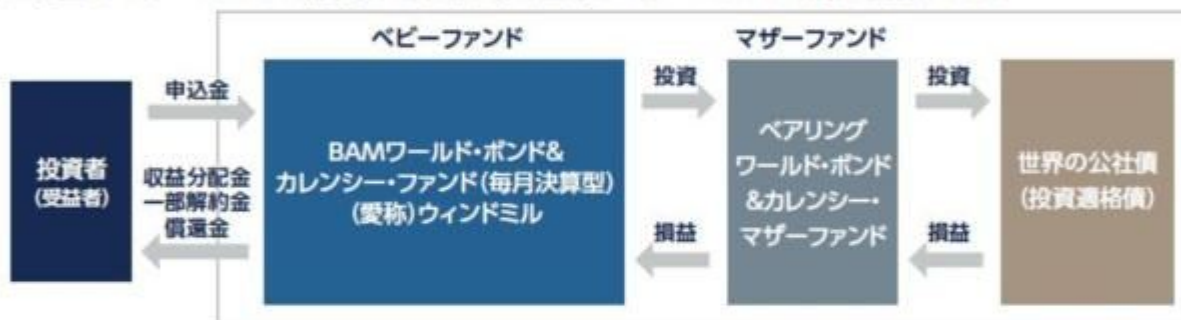 ベビーファンド
マザーファンド
投資者
(受益者)
申込金
収益分配金
一部解約金
償還金
BAMワールド・ボンド&
カレンシー・ファンド(毎月決算型)
(愛称)ウィンドミル
投資
損益
ベアリング
ワールド・ボンド
&カレンシー・
マザーファンド
投資
損益
世界の公社債
(投資適格債)